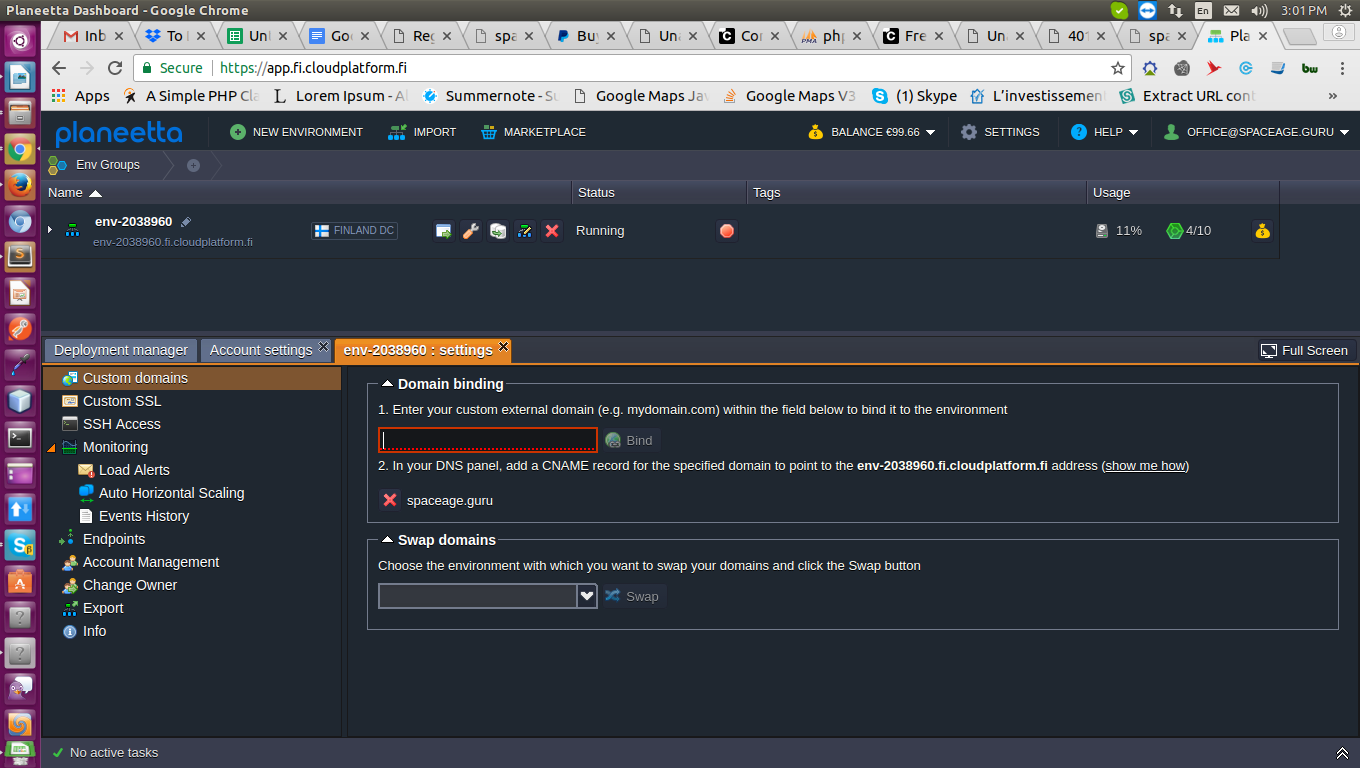 Planeetta Dashboard - Google Chrome
En
3:01 PM
Inb
To I
Unt
Goo
Reg
spa
Buy
Una
Cor
php
Fre
Un
401
spa
Pla
Secure
https://app.fi.cloudplatform.fi
Apps
A Simple PHP Cl
Lorem Ipsum - Al
Summernote - Su
Google Maps Jav
Google Maps V3
(1) Skype
L'investissement
Extract URL cont
»
planeetta
NEW ENVIRONMENT
IMPORT
MARKETPLACE
BALANCE €99.66
SETTINGS
HELP
OFFICE@SPACEAGE.GURU
Env Groups
Name
Status
Tags
Usage
env-2038960
env-2038960.fi.cloudplatform.fi
FINLAND DC
Running
11%
4/10
Deployment manager
Account settings
env-2038960 : settings
Full Screen
Custom domains
Custom SSL
SSH Access
Monitoring
Load Alerts
Auto Horizontal Scaling
Events History
Endpoints
Account Management
Change Owner
Export
Info
Domain binding
1. Enter your custom external domain (e.g. mydomain.com) within the field below to bind it to the environment
Bind
2. In your DNS panel, add a CNAME record for the specified domain to point to the env-2038960.fi.cloudplatform.fi address (show me how)
spaceage.guru
Swap domains
Choose the environment with which you want to swap your domains and click the Swap button
Swap
No active tasks